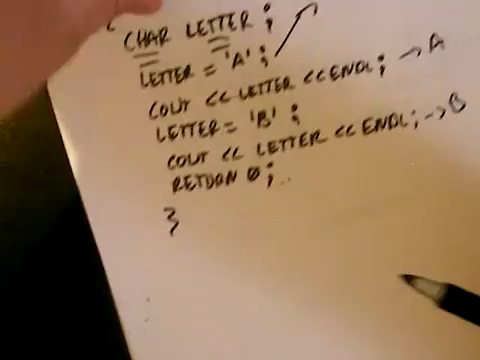 {
CHAR LETTER ;
LETTER = 'A' ;
COUT << LETTER << ENDL ; → A
LETTER = 'B' ;
COUT << LETTER << ENDL ; → B
RETURN 0 ;
}